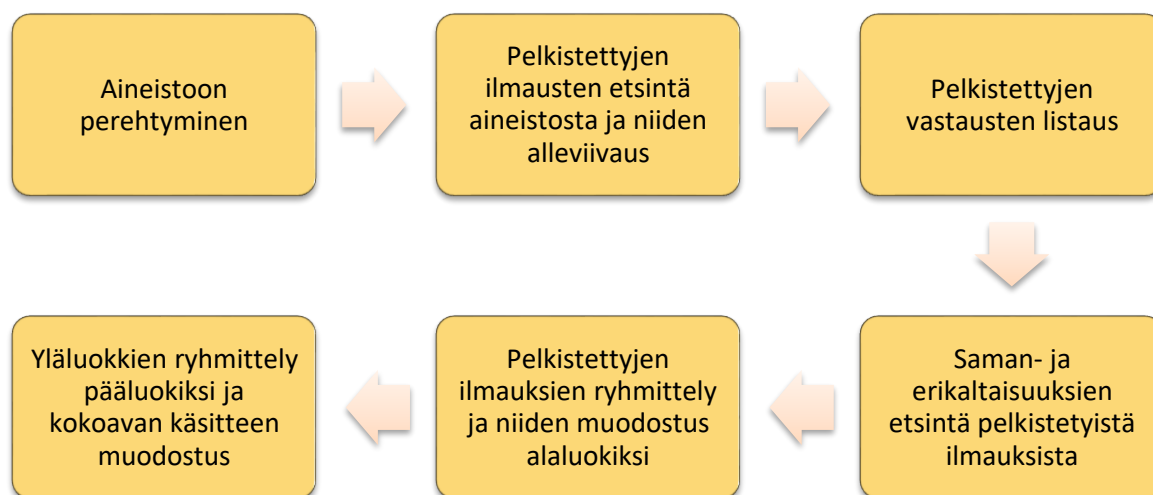 Aineistoon
perehtyminen
Pelkistettyjen
ilmausten etsintä
aineistosta ja niiden
alleviivaus
Pelkistettyjen
vastausten listaus
Saman- ja
erikaltaisuuksien
etsintä pelkistetyistä
ilmauksista
Pelkistettyjen
ilmauksien ryhmittely
ja niiden muodostus
alaluokiksi
Yläluokkien ryhmittely
pääluokiksi ja
kokoavan käsitteen
muodostus